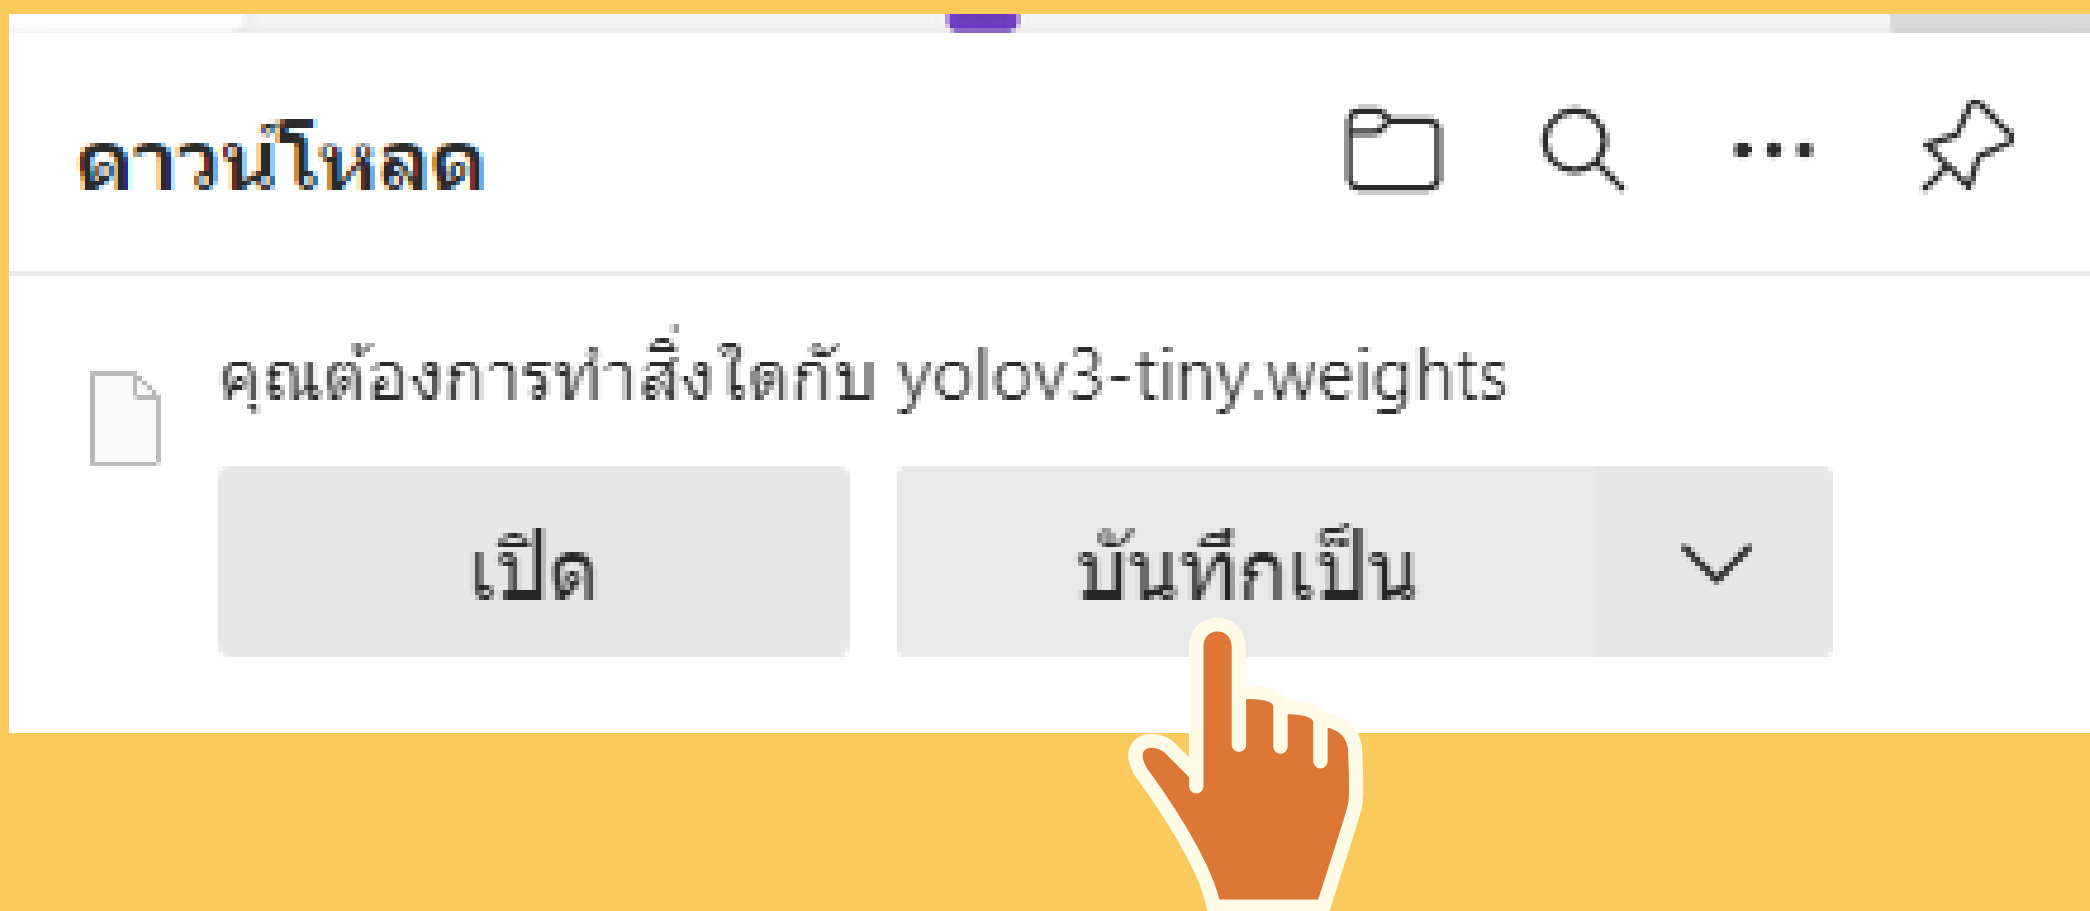 ดาวน์โหลด
คุณต้องการทำสิ่งใดกับ yolov3-tiny.weights
เปิด
บันทึกเป็น